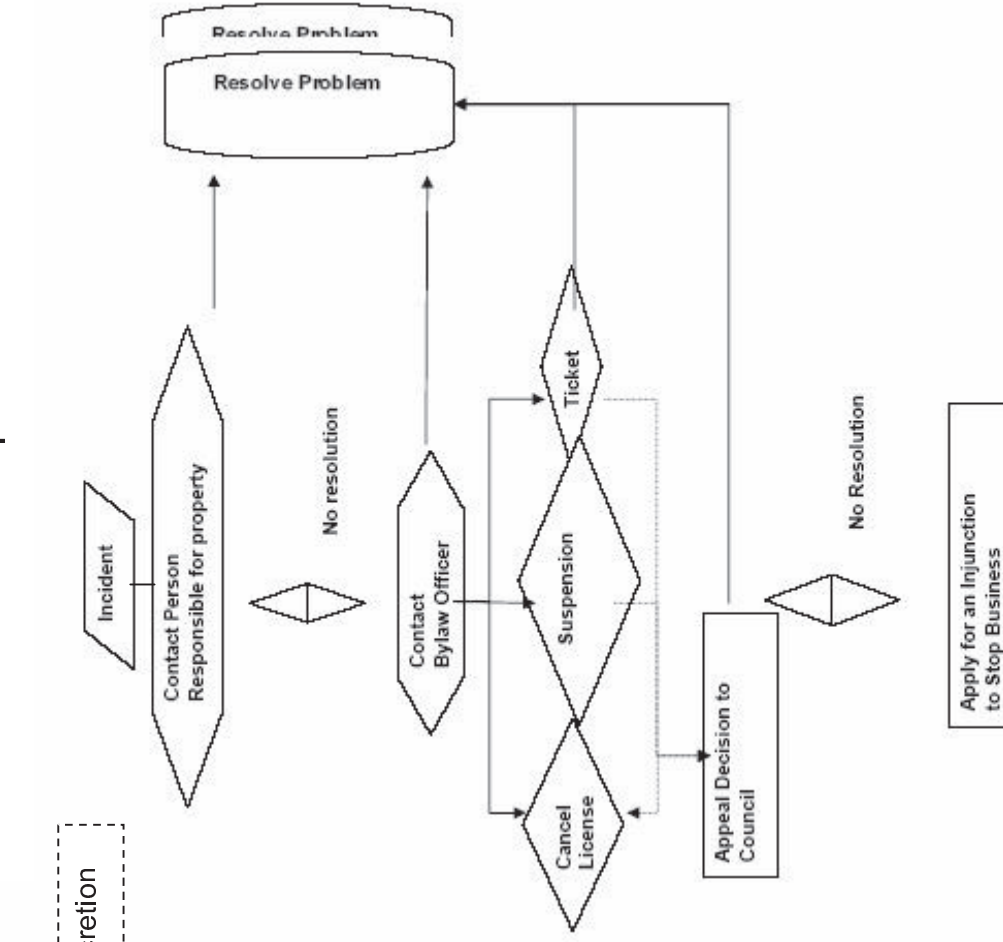 Resolve Problem
Resolve Problem
Incident
Contact Person
Responsible for property
No resolution
Contact
Bylaw Officer
Ticket
Suspension
Cancel
License
Appeal Decision to
Council
No Resolution
Apply for an Injunction
to Stop Business